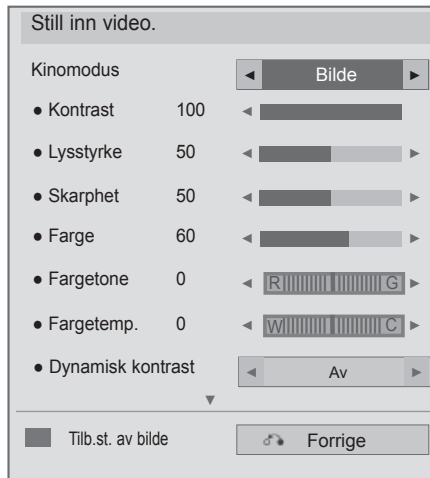 Still inn video.
Kinomodus ◄ Bilde ►
● Kontrast 100 ◄
● Lysstyrke 50 ◄ ►
● Skarphet 50 ◄ ►
● Farge 60 ◄ ►
● Fargetone 0 ◄ R G ►
● Fargetemp. 0 ◄ W C ►
● Dynamisk kontrast ◄ Av ►
▼
Tilb.st. av bilde Forrige